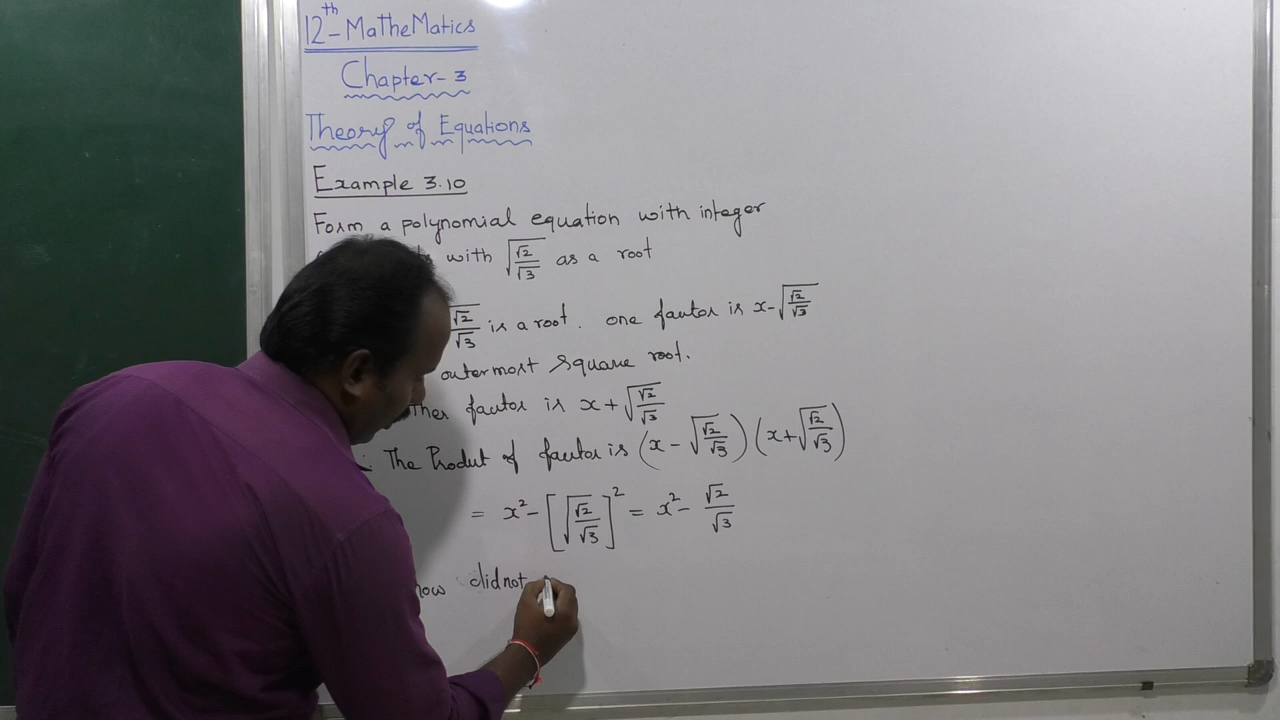 12th - MatheMatics
Chapter - 3
Theory of Equations
Example 3.10
Form a polynomial equation with integer
with √(√2/√3) as a root
√2/√3 is a root. one factor is x-√(√2/√3)
outermost square root.
factor is x+√(√2/√3)
∴ The Produt of factor is (x-√(√2/√3))(x+√(√2/√3))
= x²-[√(√2/√3)]² = x²- √2/√3
didnot